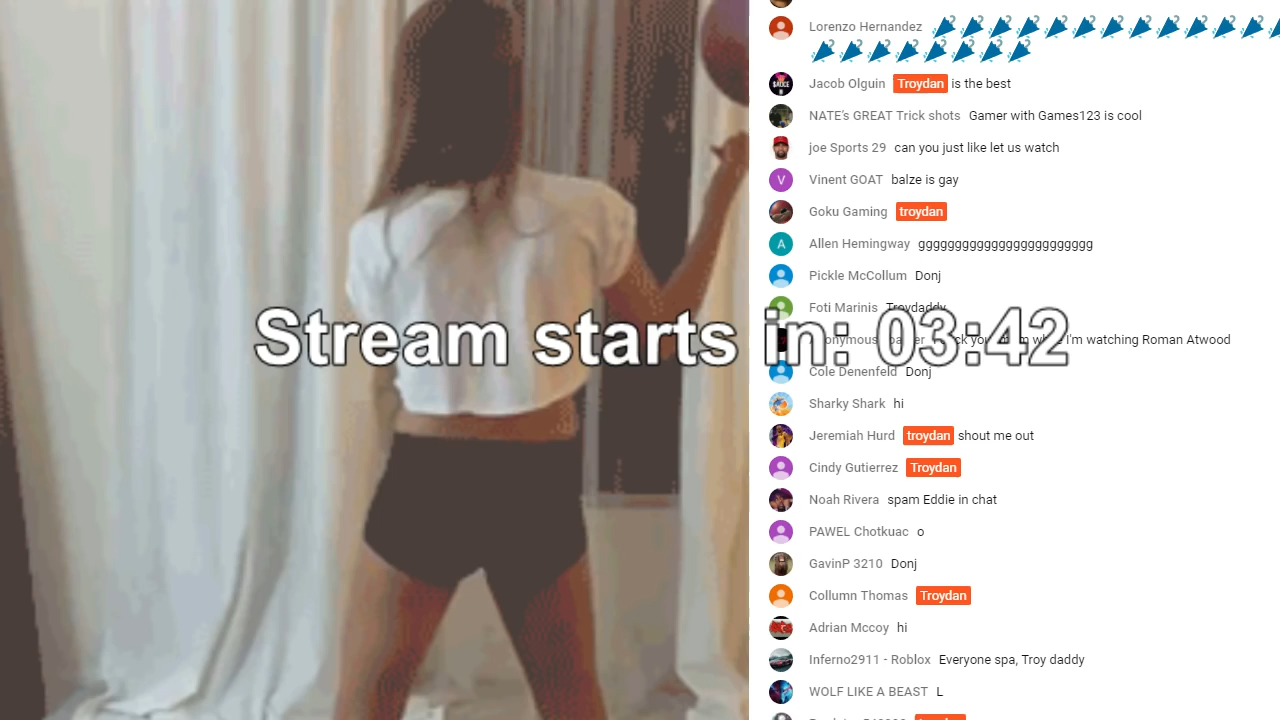 Lorenzo Hernandez
Jacob Olguin Troydan is the best
NATE's GREAT Trick shots Gamer with Games123 is cool
joe Sports 29 can you just like let us watch
V Vinent GOAT balze is gay
Goku Gaming troydan
A Allen Hemingway gggggggggggggggggggggggg
Pickle McCollum Donj
Foti Marinis Troydaddy
Stream starts in: 03:42
I'm watching Roman Atwood
Cole Denenfeld Donj
Sharky Shark hi
Jeremiah Hurd troydan shout me out
Cindy Gutierrez Troydan
Noah Rivera spam Eddie in chat
PAWEL Chotkuac o
GavinP 3210 Donj
Collumn Thomas Troydan
Adrian Mccoy hi
Inferno2911 - Roblox Everyone spa, Troy daddy
WOLF LIKE A BEAST L
troydan